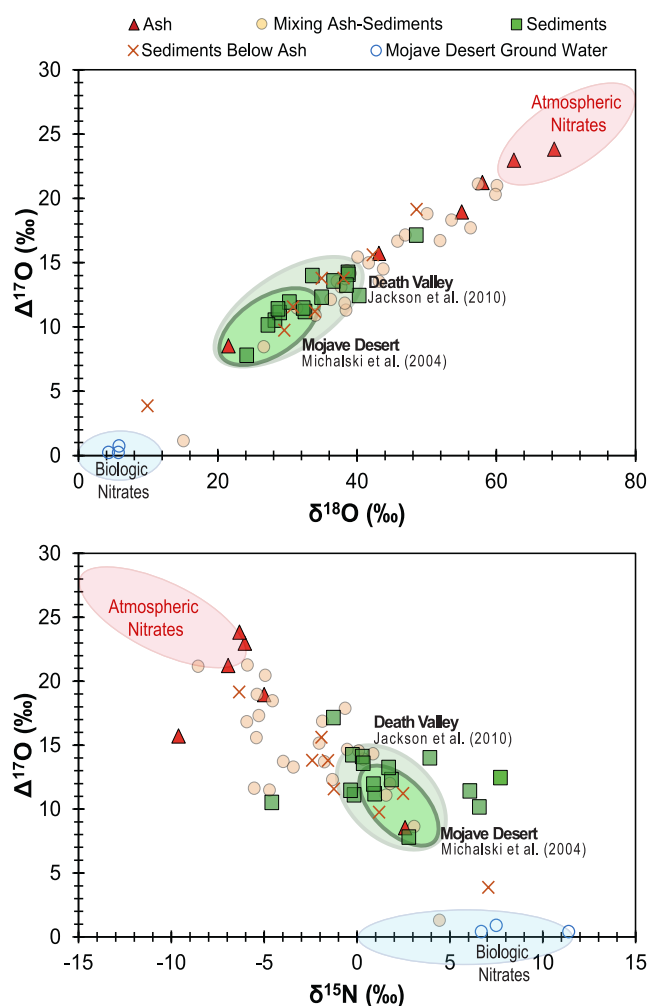 Ash Mixing Ash-Sediments Sediments
Sediments Below Ash Mojave Desert Ground Water
30
25
20
15
10
5
0
Δ¹⁷O (‰)
Atmospheric
Nitrates
Death Valley
Jackson et al. (2010)
Mojave Desert
Michalski et al. (2004)
Biologic
Nitrates
20 40 60 80
δ¹⁸O (‰)
30
25
20
15
10
5
0
Δ¹⁷O (‰)
Atmospheric
Nitrates
Death Valley
Jackson et al. (2010)
Mojave Desert
Michalski et al. (2004)
Biologic
Nitrates
-15 -10 -5 0 5 10 15
δ¹⁵N (‰)